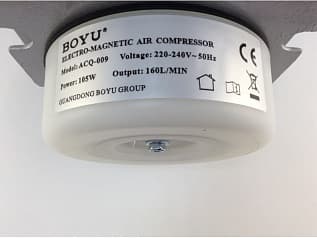 BOYU®
ELECTRO-MAGNETIC AIR COMPRESSOR
Model: ACQ-009 Voltage: 220-240V~50Hz
Power: 105W Output: 160L/MIN
GUANGDONG BOYU GROUP
CE